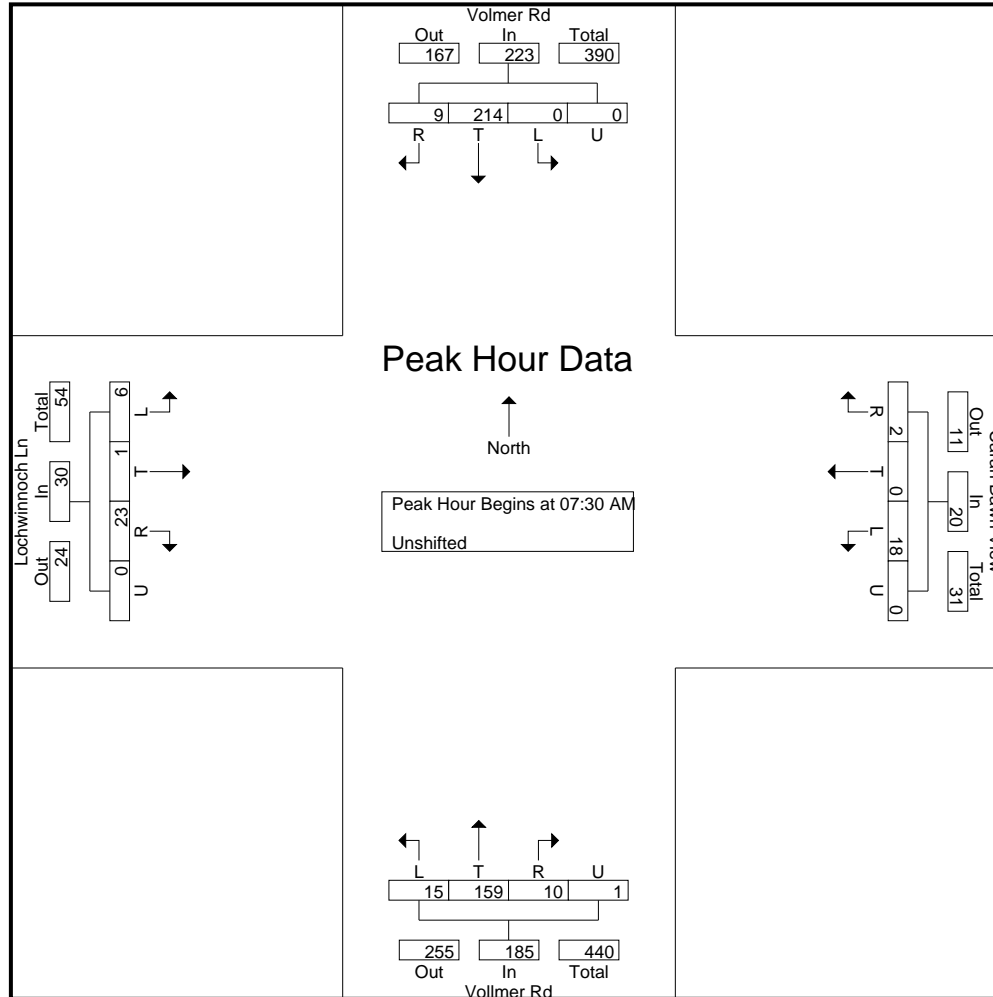 Volmer Rd
Out In Total
167 223 390
9 214 0 0
R T L U
Peak Hour Data
North
Peak Hour Begins at 07:30 AM
Unshifted
Lochwinnoch Ln
Total In Out
54 30 24
6 1 23 0
L T R U
Out In Total
11 20 31
2 0 18 0
R T L U
L T R U
15 159 10 1
255 185 440
Out In Total
Vollmer Rd